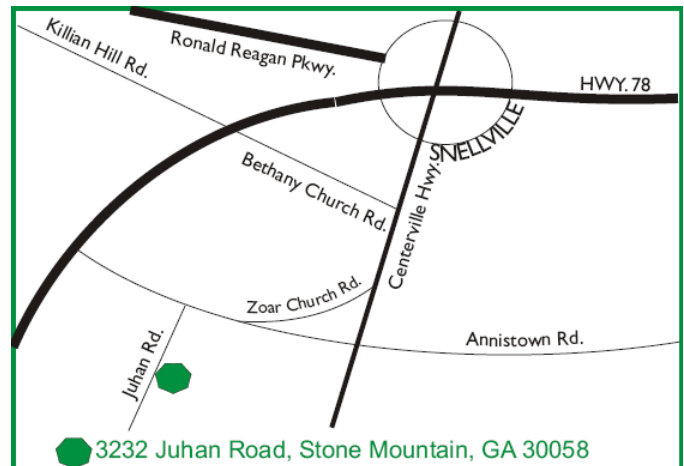 Killian Hill Rd.
Ronald Reagan Pkwy.
HWY. 78
SNELLVILLE
Bethany Church Rd.
Centerville Hwy.
Zoar Church Rd.
Annistown Rd.
Juhan Rd.
3232 Juhan Road, Stone Mountain, GA 30058